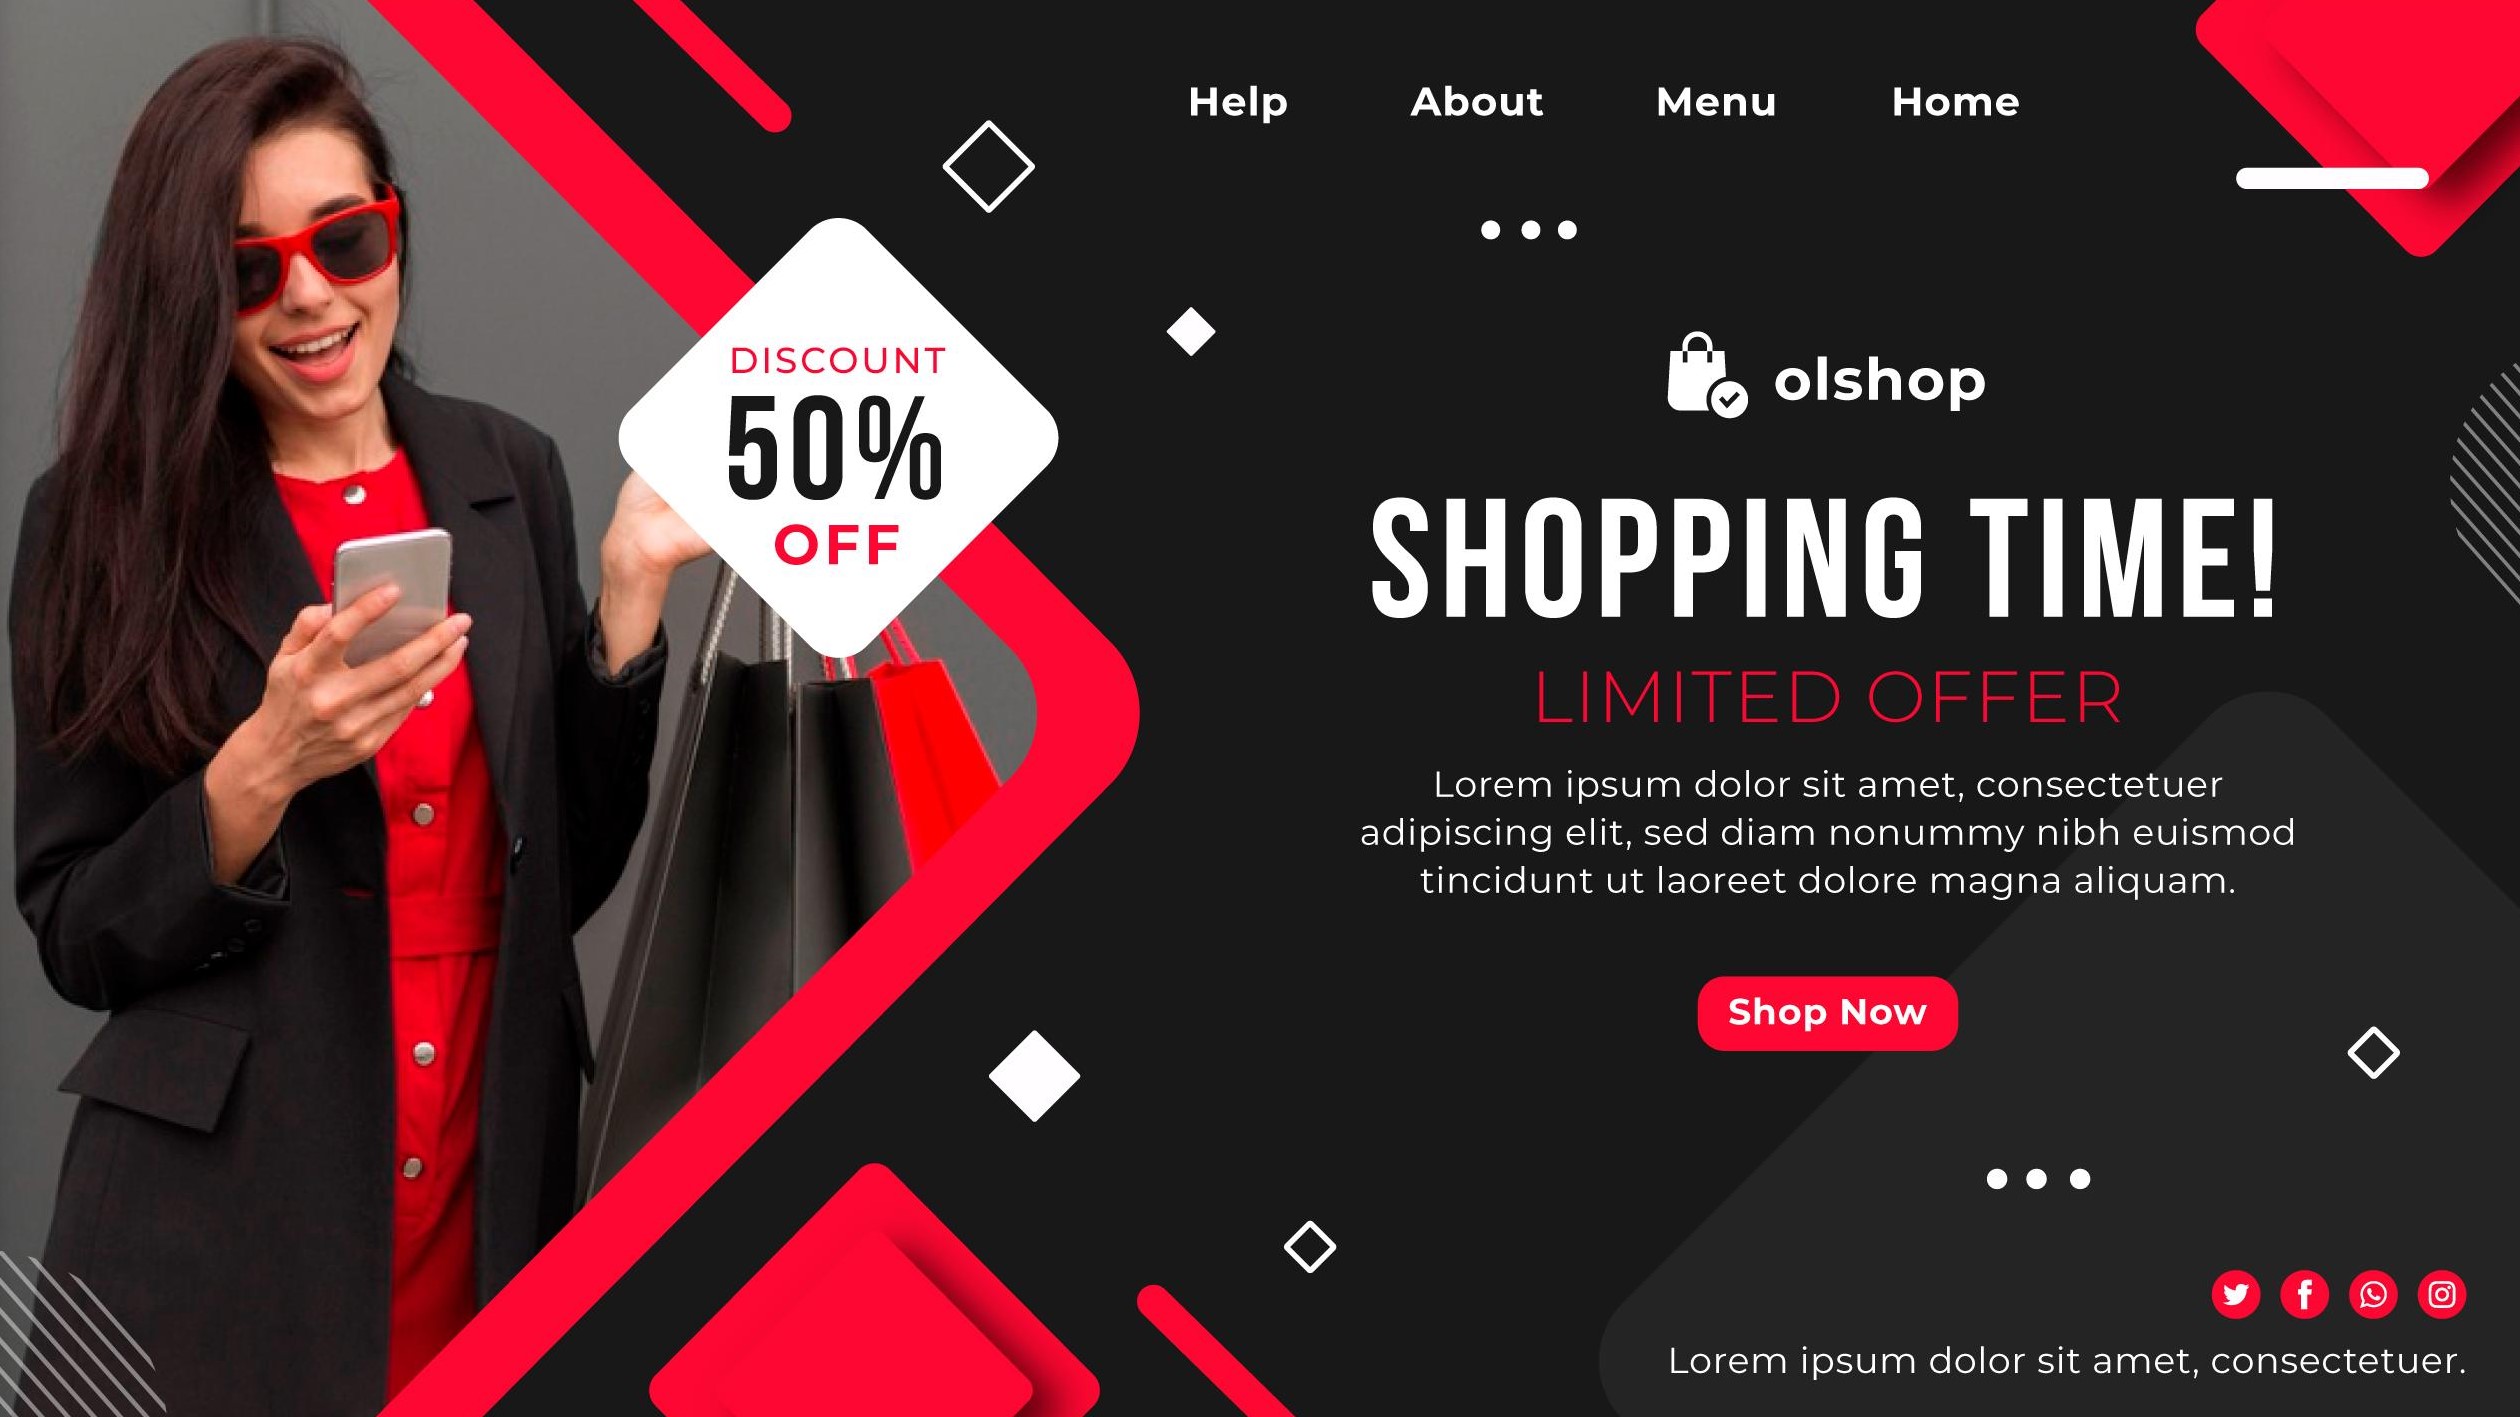 Help About Menu Home
olshop
DISCOUNT
50%
OFF
SHOPPING TIME!
LIMITED OFFER
Lorem ipsum dolor sit amet, consectetuer
adipiscing elit, sed diam nonummy nibh euismod
tincidunt ut laoreet dolore magna aliquam.
Shop Now
Lorem ipsum dolor sit amet, consectetuer.